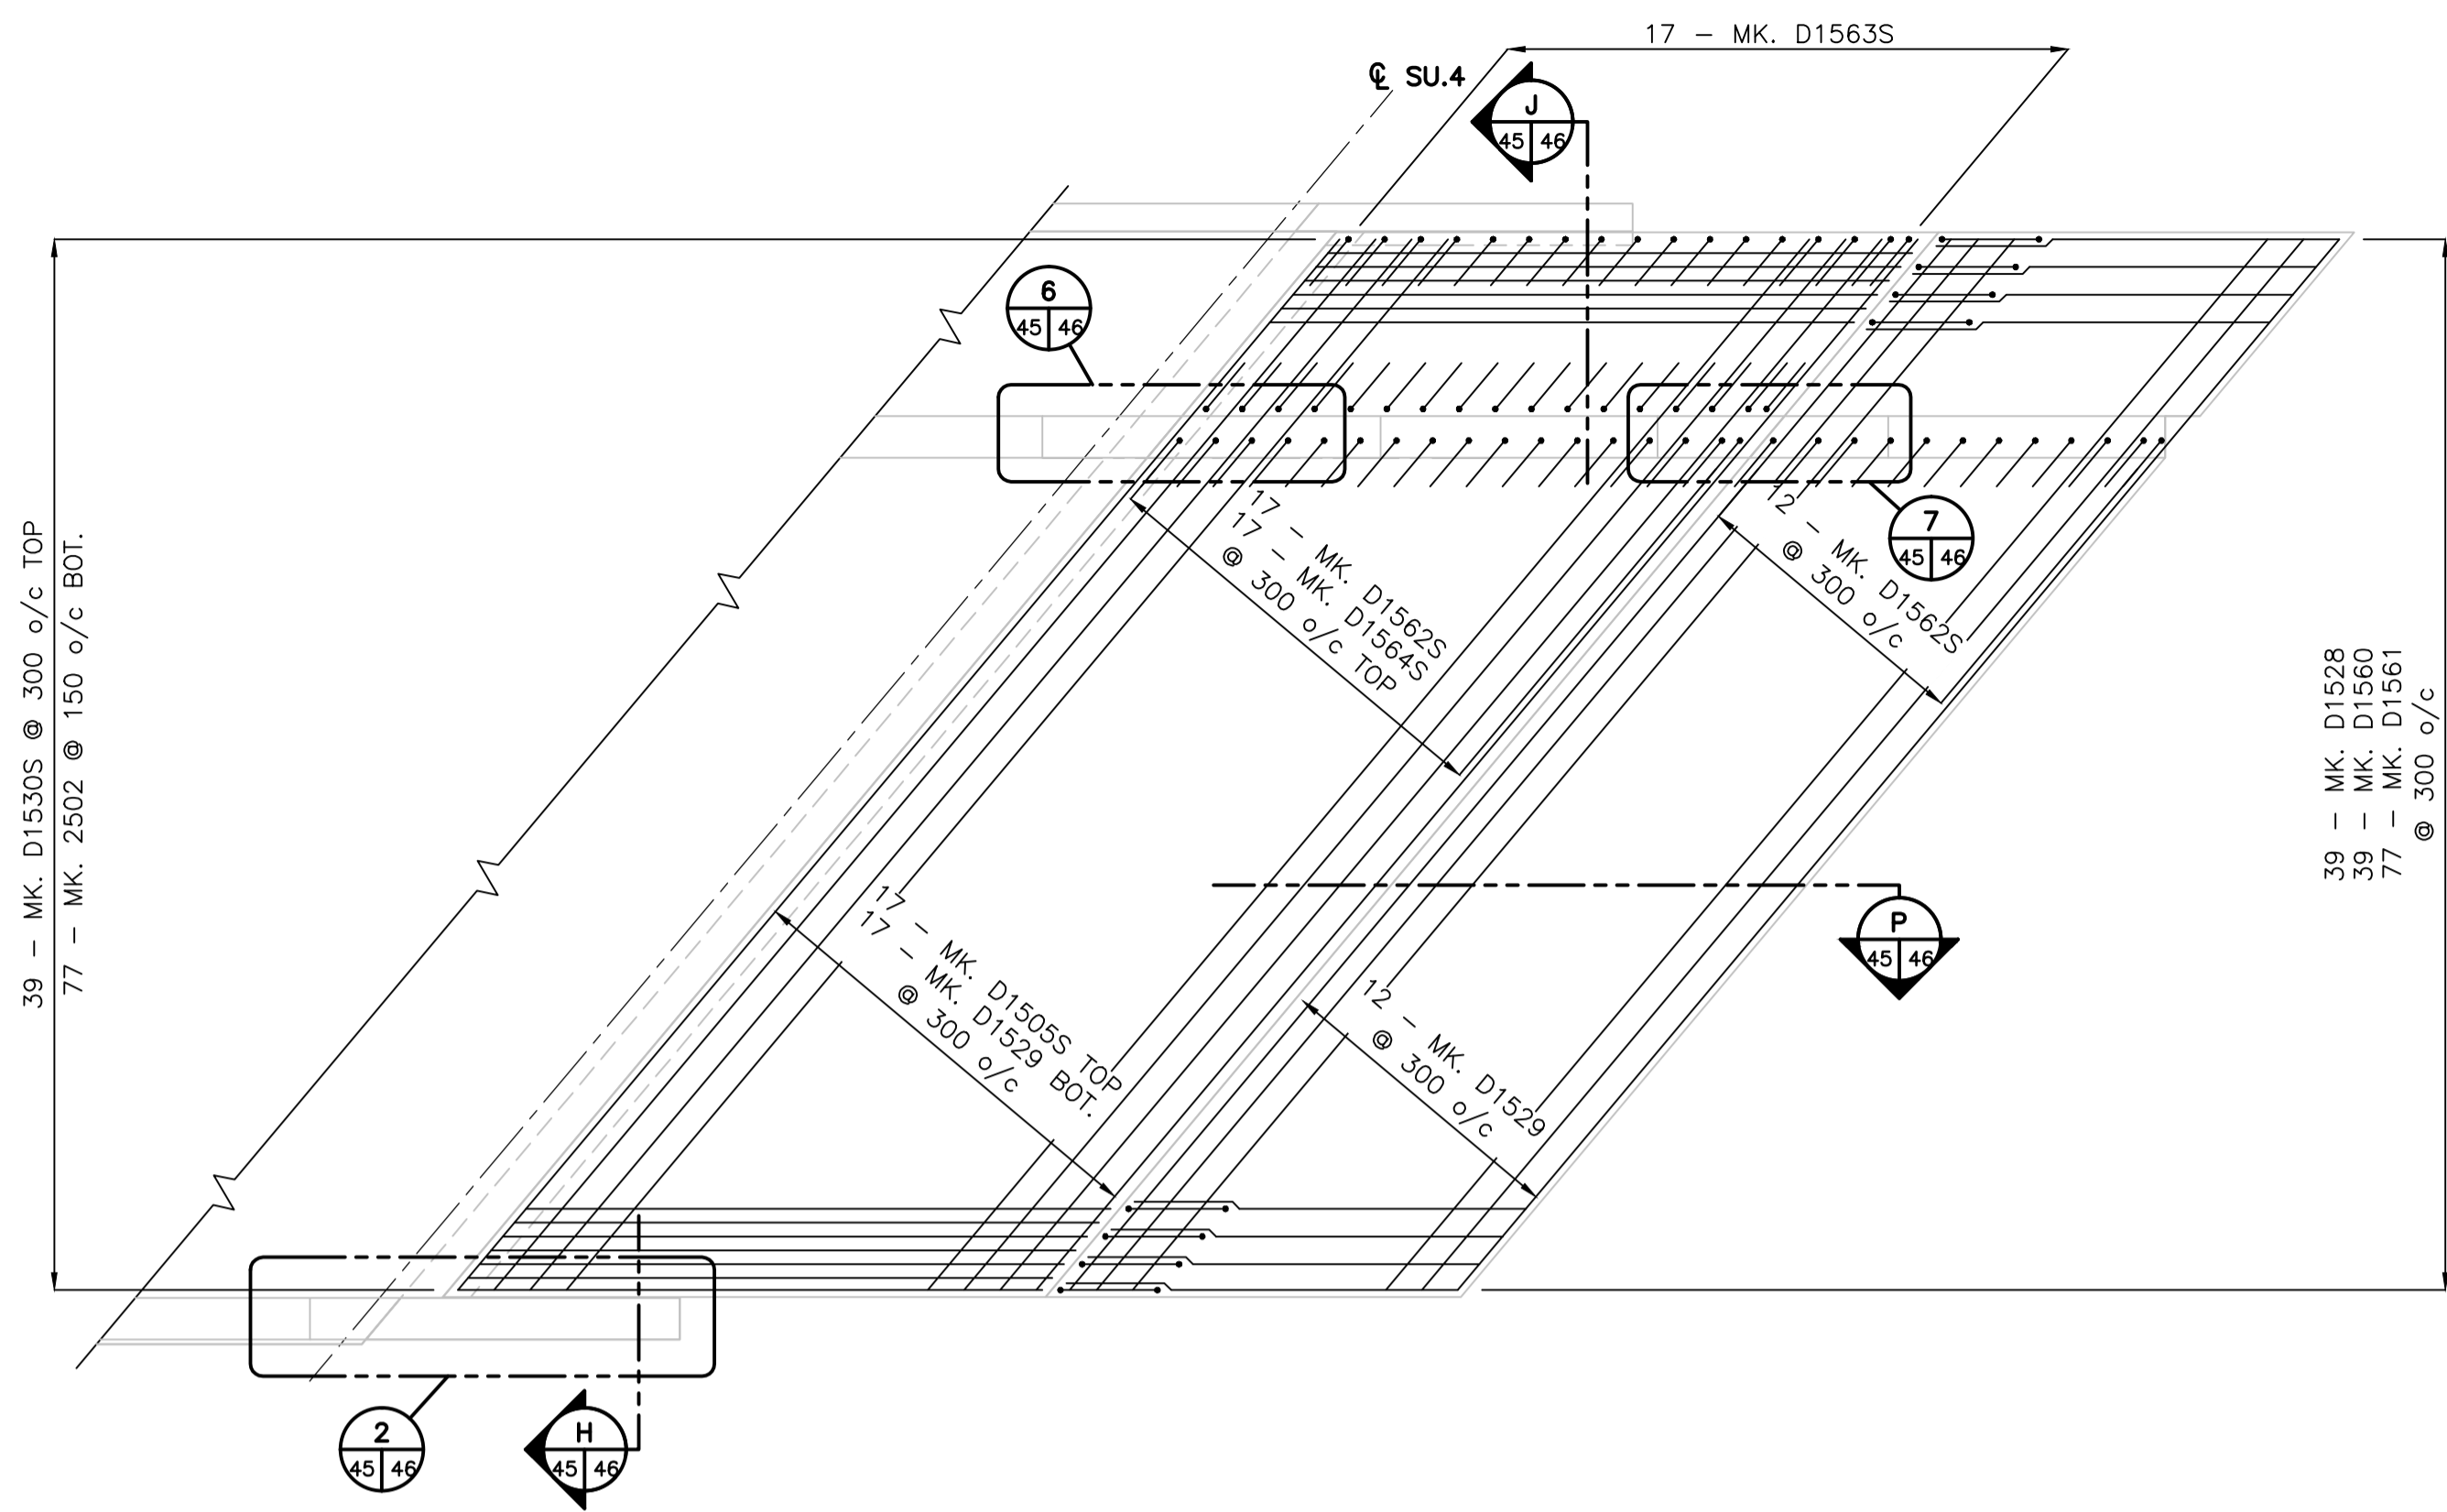 17 - MK. D1563S
℄ SU.4
J
45 46
6
45 46
7
45 46
17 - MK. D1562S
17 - MK. D1564S
@ 300 o/c TOP
12 - MK. D1562S
@ 300 o/c
39 - MK. D1530S @ 300 o/c TOP
77 - MK. 2502 @ 150 o/c BOT.
39 - MK. D1528
39 - MK. D1560
77 - MK. D1561
@ 300 o/c
P
45 46
17 - MK. D1505S TOP
17 - MK. D1529 BOT.
@ 300 o/c
12 - MK. D1529
@ 300 o/c
2
45 46
H
45 46